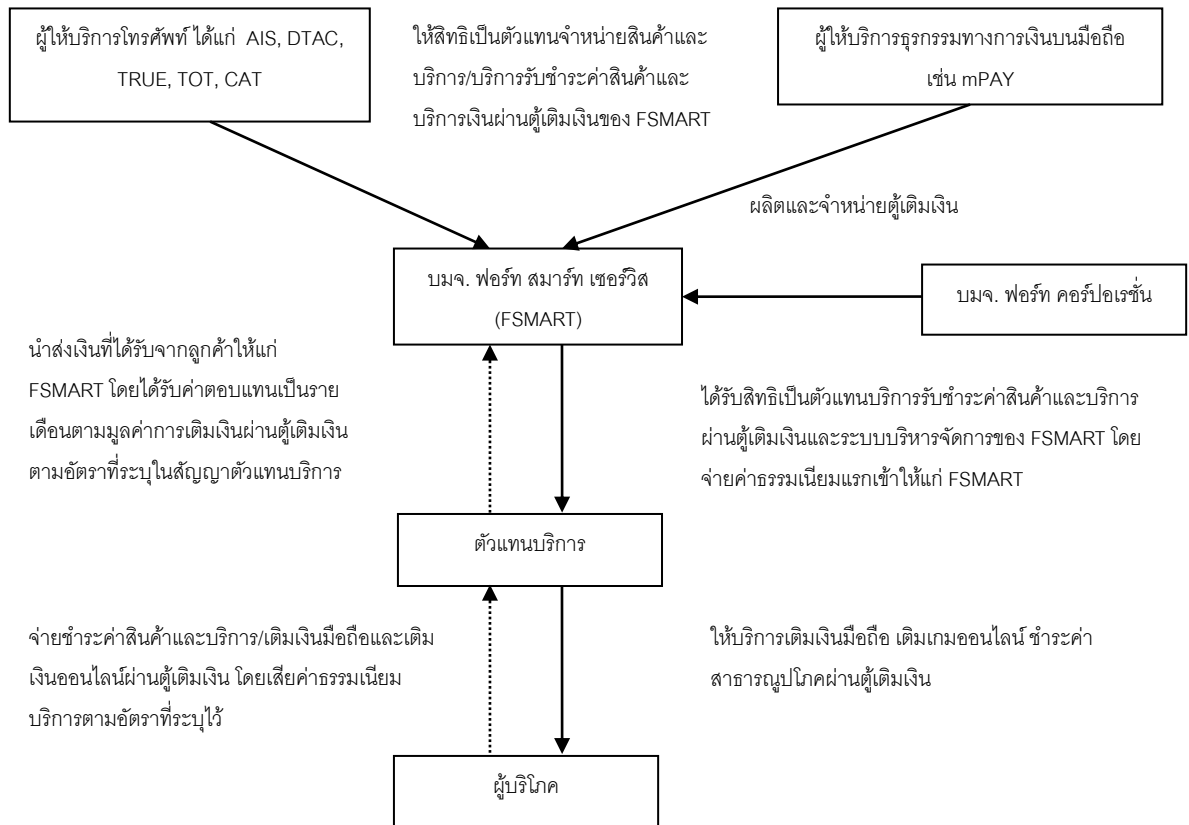 ผู้ให้บริการโทรศัพท์ ได้แก่ AIS, DTAC,
TRUE, TOT, CAT
ให้สิทธิเป็นตัวแทนจำหน่ายสินค้าและ
บริการ/บริการรับชำระค่าสินค้าและ
บริการเงินผ่านตู้เติมเงินของ FSMART
ผู้ให้บริการธุรกรรมทางการเงินบนมือถือ
เช่น mPAY
ผลิตและจำหน่ายตู้เติมเงิน
บมจ. ฟอร์ท สมาร์ท เซอร์วิส
(FSMART)
บมจ. ฟอร์ท คอร์ปอเรชั่น
นำส่งเงินที่ได้รับจากลูกค้าให้แก่
FSMART โดยได้รับค่าตอบแทนเป็นราย
เดือนตามมูลค่าการเติมเงินผ่านตู้เติมเงิน
ตามอัตราที่ระบุในสัญญาตัวแทนบริการ
ได้รับสิทธิเป็นตัวแทนบริการรับชำระค่าสินค้าและบริการ
ผ่านตู้เติมเงินและระบบบริหารจัดการของ FSMART โดย
จ่ายค่าธรรมเนียมแรกเข้าให้แก่ FSMART
ตัวแทนบริการ
จ่ายชำระค่าสินค้าและบริการ/เติมเงินมือถือและเติม
เงินออนไลน์ผ่านตู้เติมเงิน โดยเสียค่าธรรมเนียม
บริการตามอัตราที่ระบุไว้
ให้บริการเติมเงินมือถือ เติมเกมออนไลน์ ชำระค่า
สาธารณูปโภคผ่านตู้เติมเงิน
ผู้บริโภค